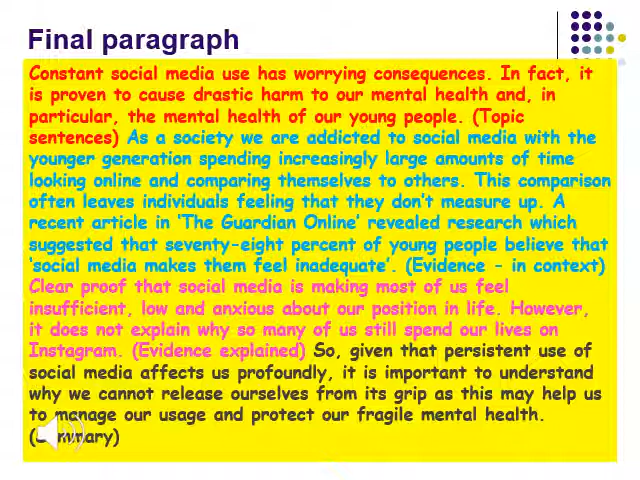 Final paragraph
Constant social media use has worrying consequences. In fact, it
is proven to cause drastic harm to our mental health and, in
particular, the mental health of our young people. (Topic
sentences) As a society we are addicted to social media with the
younger generation spending increasingly large amounts of time
looking online and comparing themselves to others. This comparison
often leaves individuals feeling that they don't measure up. A
recent article in 'The Guardian Online' revealed research which
suggested that seventy-eight percent of young people believe that
'social media makes them feel inadequate'. (Evidence - in context)
Clear proof that social media is making most of us feel
insufficient, low and anxious about our position in life. However,
it does not explain why so many of us still spend our lives on
Instagram. (Evidence explained) So, given that persistent use of
social media affects us profoundly, it is important to understand
why we cannot release ourselves from its grip as this may help us
to manage our usage and protect our fragile mental health.
(Summary)